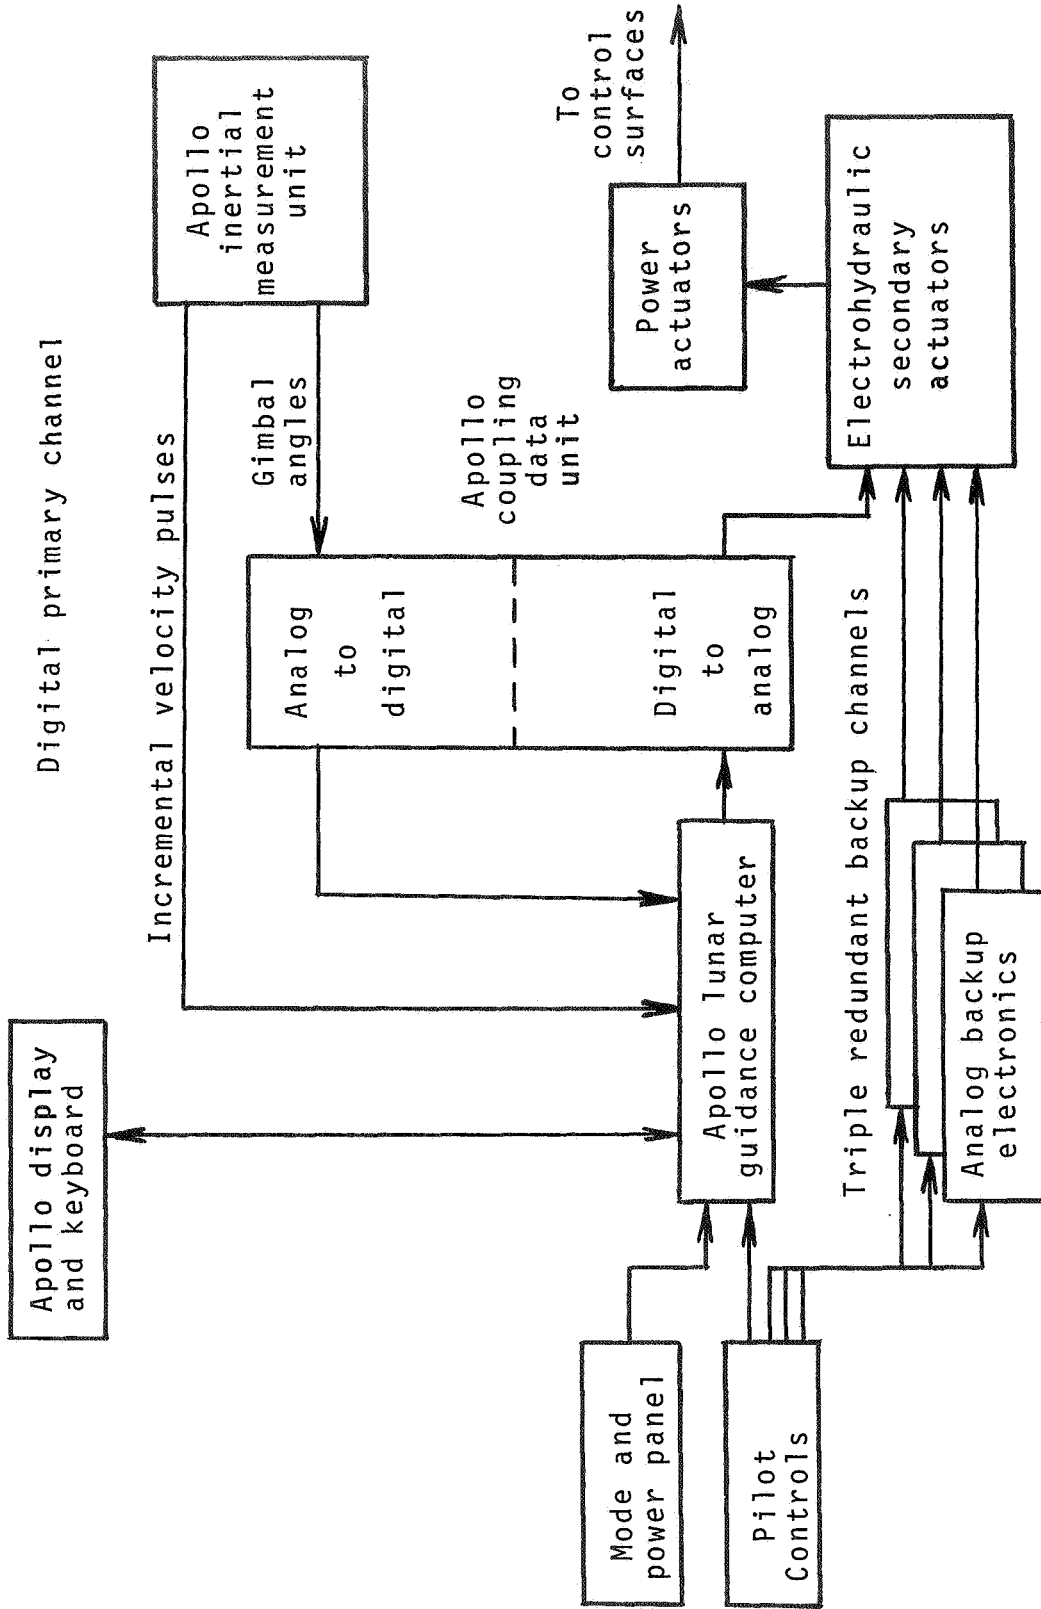 Digital primary channel
Apollo display
and keyboard
Incremental velocity pulses
Apollo
inertial
measurement
unit
Gimbal
angles
Analog
to
digital
Apollo
coupling
data
unit
Digital
to
analog
Mode and
power panel
Pilot
Controls
Apollo lunar
guidance computer
To
control
surfaces
Power
actuators
Triple redundant backup channels
Analog backup
electronics
Electrohydraulic
secondary
actuators